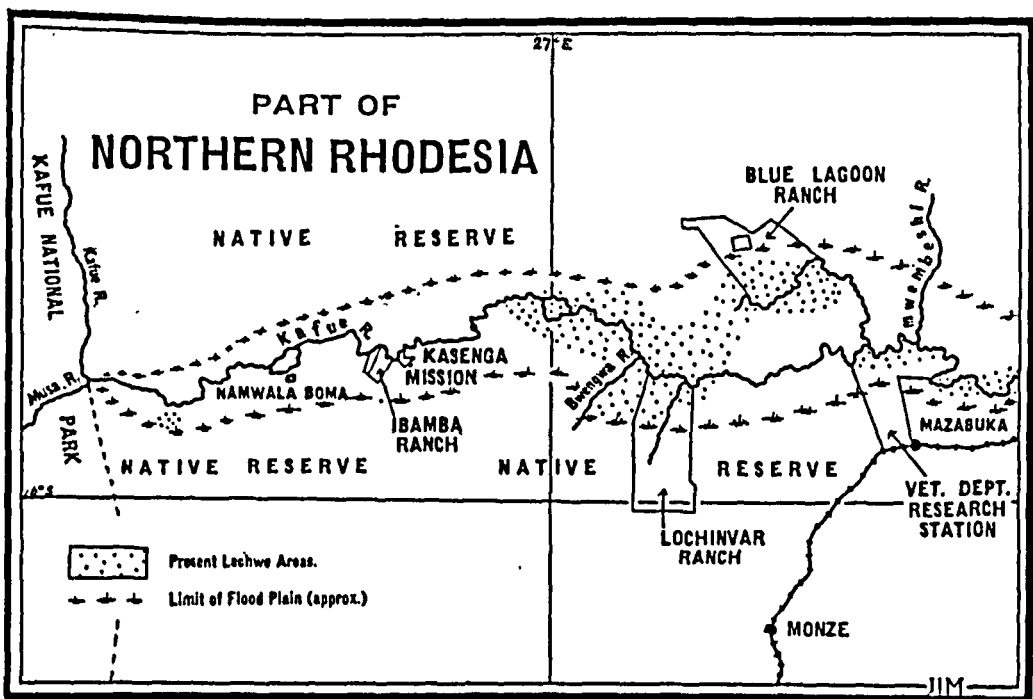 27° E.
PART OF
NORTHERN RHODESIA
KAFUE NATIONAL
PARK
Kafue R.
NATIVE RESERVE
BLUE LAGOON
RANCH
Mwembeshi R.
Kafue R.
KASENGA
MISSION
Musa R.
NAMWALA BOMA
IBAMBA
RANCH
Bwengwa R.
MAZABUKA
NATIVE RESERVE
NATIVE RESERVE
VET. DEPT.
RESEARCH
STATION
16°S
LOCHINVAR
RANCH
Present Lechwe Areas.
Limit of Flood Plain (approx.)
MONZE
JJM